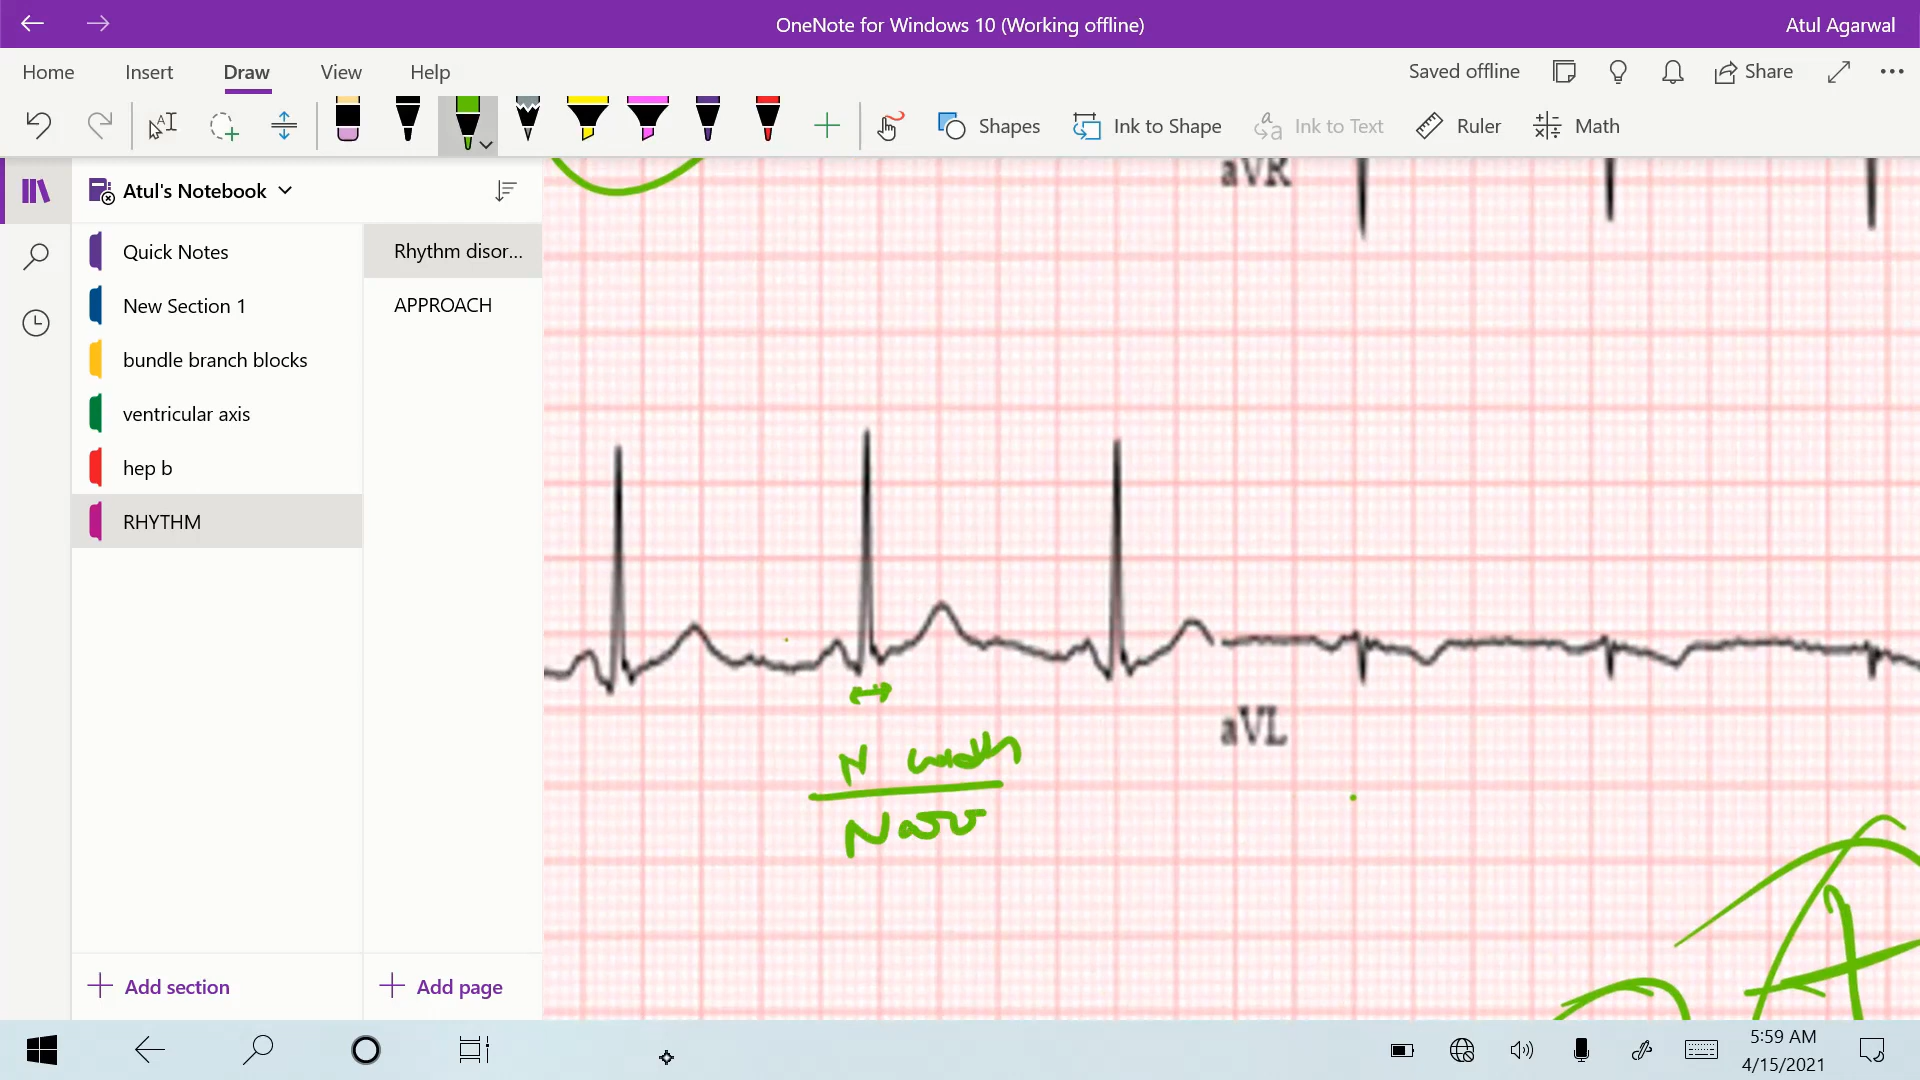 OneNote for Windows 10 (Working offline)
Atul Agarwal
Home Insert Draw View Help
Saved offline Share
Shapes Ink to Shape Ink to Text Ruler Math
Atul's Notebook
Quick Notes
New Section 1
bundle branch blocks
ventricular axis
hep b
RHYTHM
Add section
Rhythm disor...
APPROACH
Add page
aVR
aVL
N width
5:59 AM
4/15/2021